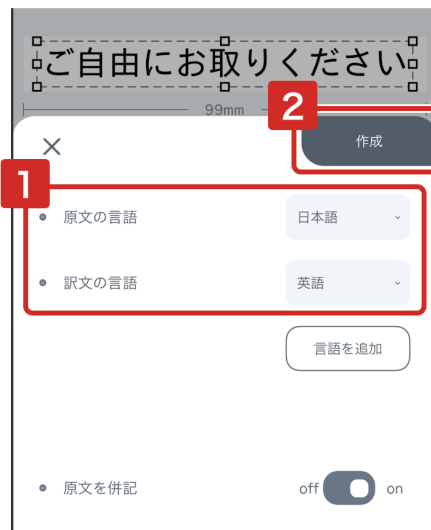 ご自由にお取りください
99mm
2
作成
1
原文の言語 日本語
訳文の言語 英語
言語を追加
原文を併記 off on